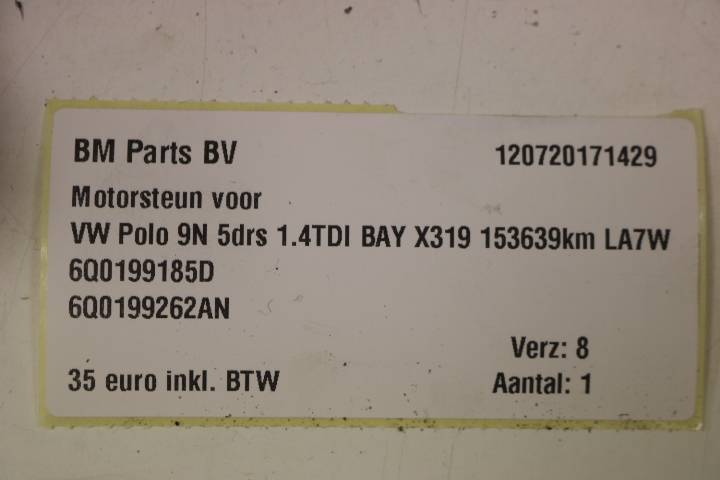 BM Parts BV 120720171429
Motorsteun voor
VW Polo 9N 5drs 1.4TDI BAY X319 153639km LA7W
6Q0199185D
6Q0199262AN
Verz: 8
35 euro inkl. BTW Aantal: 1